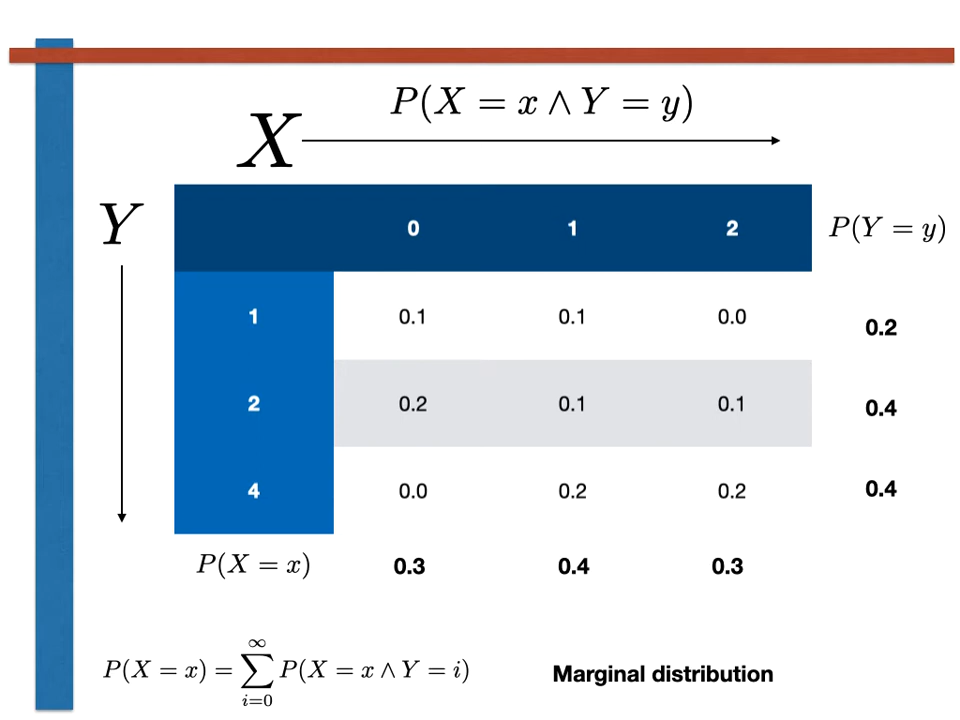 P(X = x ∧ Y = y)
X
Y
0 1 2 P(Y = y)
1 0.1 0.1 0.0 0.2
2 0.2 0.1 0.1 0.4
4 0.0 0.2 0.2 0.4
P(X = x) 0.3 0.4 0.3
P(X = x) = ∑_{i=0}^{∞} P(X = x ∧ Y = i)
Marginal distribution